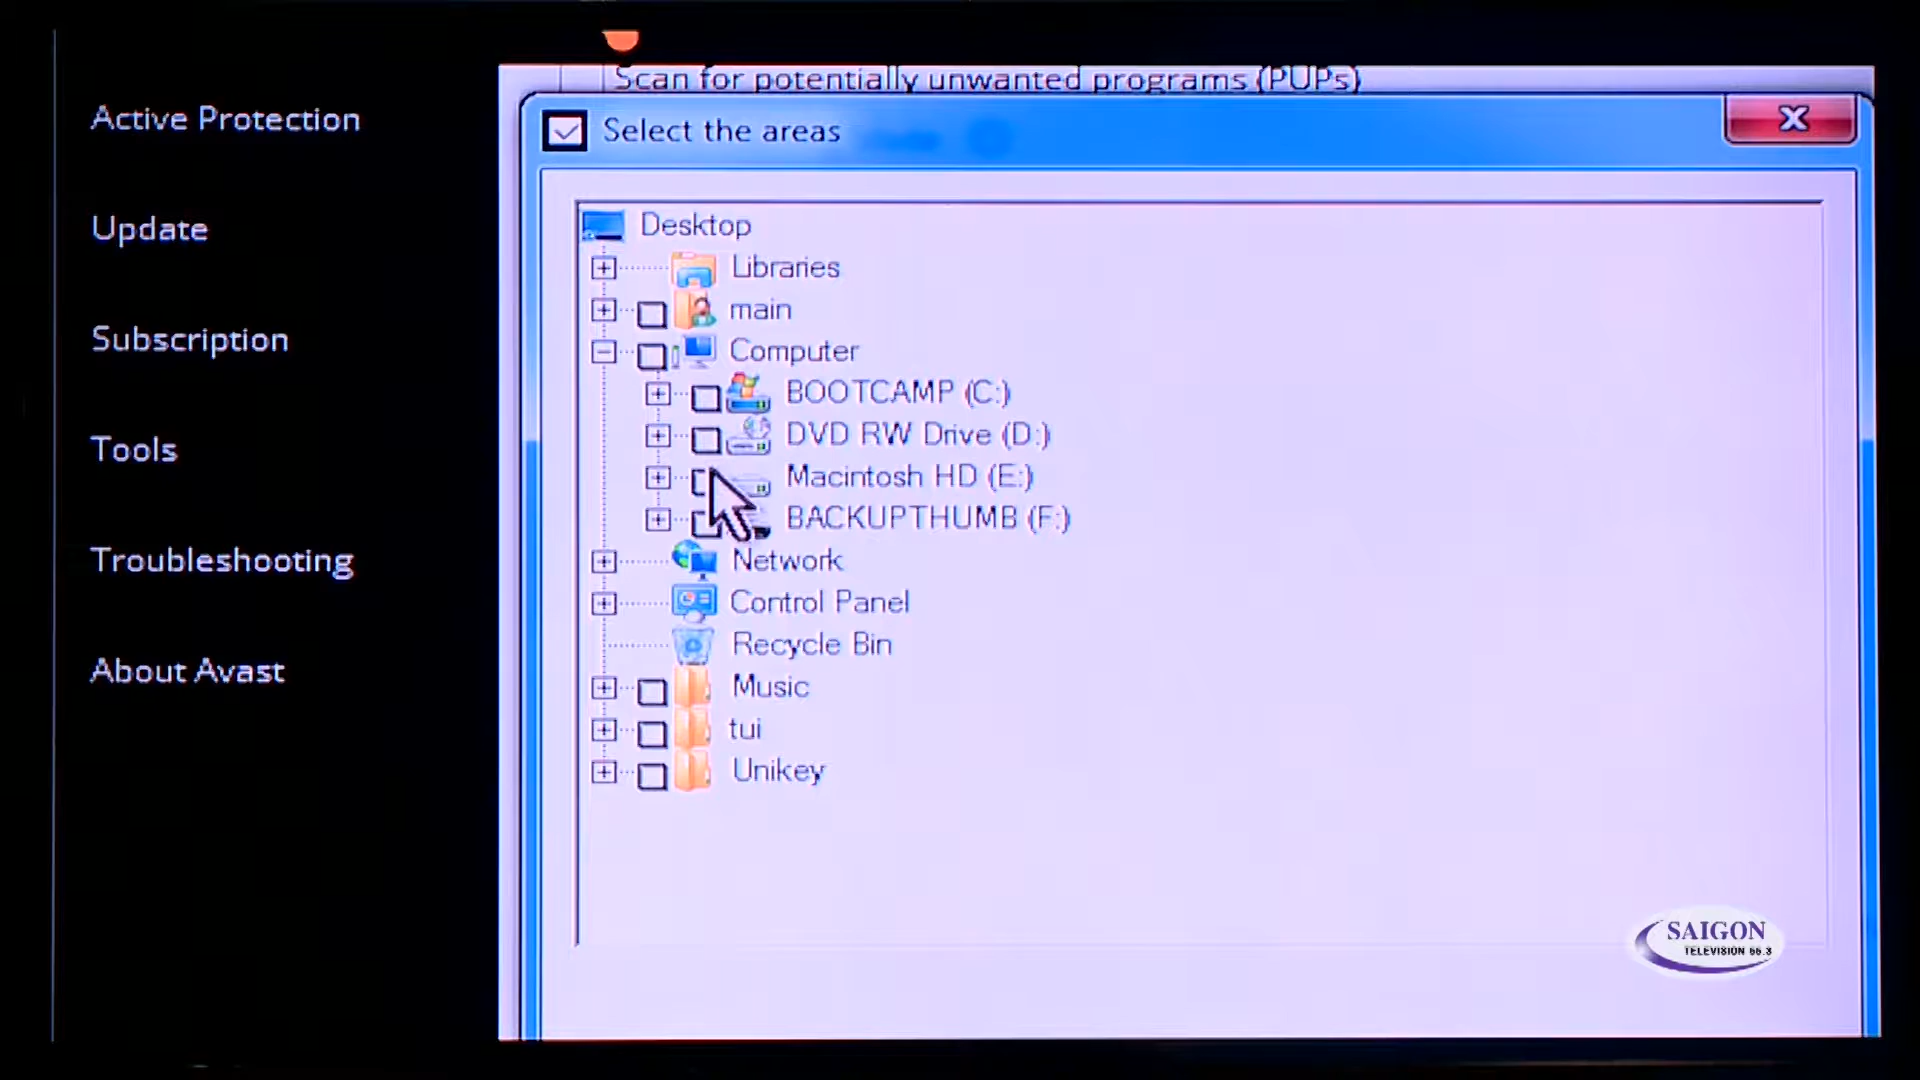 Scan for potentially unwanted programs (PUPs)
Active Protection
Select the areas
Update
Desktop
Libraries
main
Subscription
Computer
BOOTCAMP (C:)
DVD RW Drive (D:)
Tools
Macintosh HD (E:)
BACKUPTHUMB (F:)
Troubleshooting
Network
Control Panel
Recycle Bin
About Avast
Music
tui
Unikey
SAIGON
TELEVISION 56.3